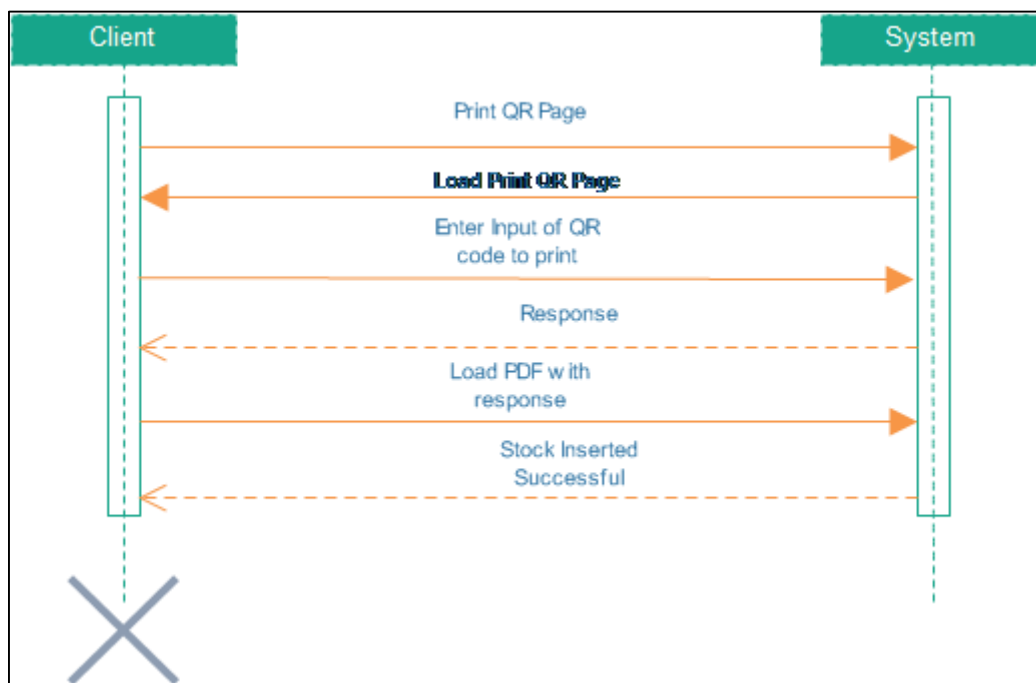 Client
System
Print QR Page
Load Print QR Page
Enter Input of QR
code to print
Response
Load PDF with
response
Stock Inserted
Successful